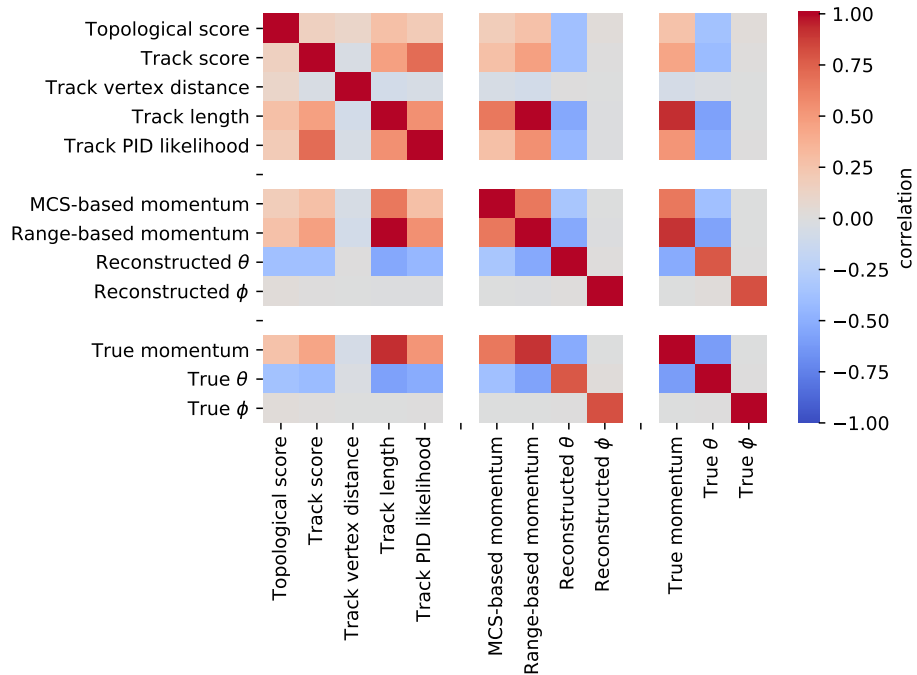 Topological score
Track score
Track vertex distance
Track length
Track PID likelihood
MCS-based momentum
Range-based momentum
Reconstructed θ
Reconstructed ϕ
True momentum
True θ
True ϕ
Topological score
Track score
Track vertex distance
Track length
Track PID likelihood
MCS-based momentum
Range-based momentum
Reconstructed θ
Reconstructed ϕ
True momentum
True θ
True ϕ
1.00
0.75
0.50
0.25
0.00
−0.25
−0.50
−0.75
−1.00
correlation